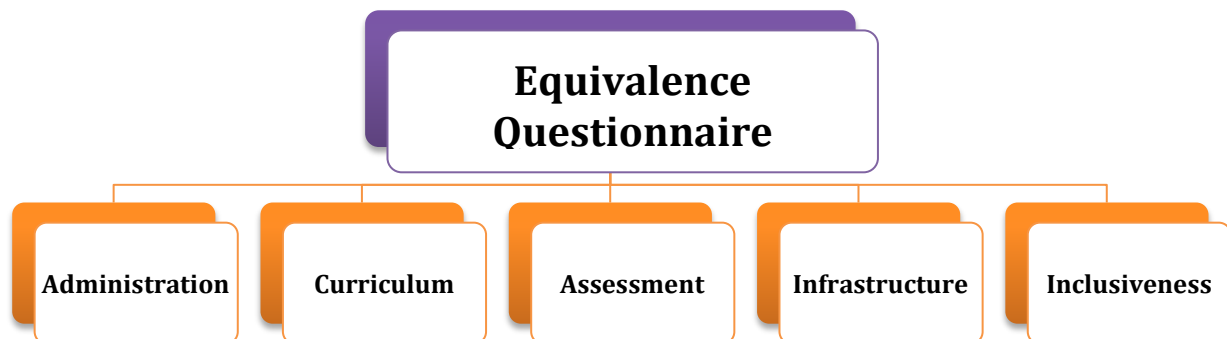 Equivalence
Questionnaire
Administration
Curriculum
Assessment
Infrastructure
Inclusiveness